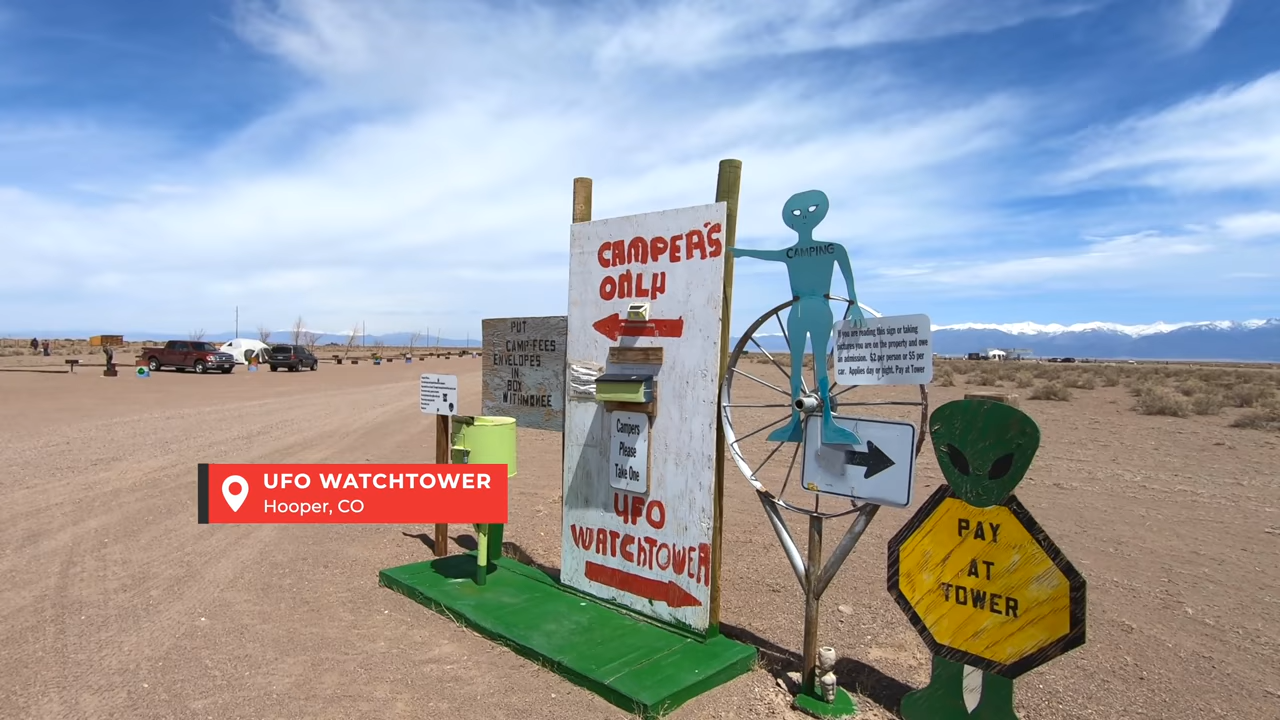 CAMPER'S
ONLY
PUT
CAMP FEES
ENVELOPES
IN
BOX
WITH MONEE
Campers
Please
Take One
UFO
WATCHTOWER
CAMPING
If you are reading this sign or taking
pictures you are on the property and owe
an admission. $2 per person or $5 per
car. Applies day or night. Pay at Tower
PAY
AT
TOWER
UFO WATCHTOWER
Hooper, CO